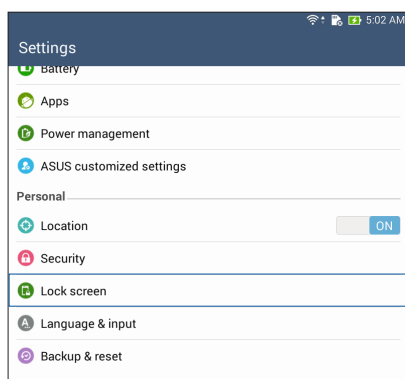 5:02 AM
Settings
Battery
Apps
Power management
ASUS customized settings
Personal
Location ON
Security
Lock screen
Language & input
Backup & reset